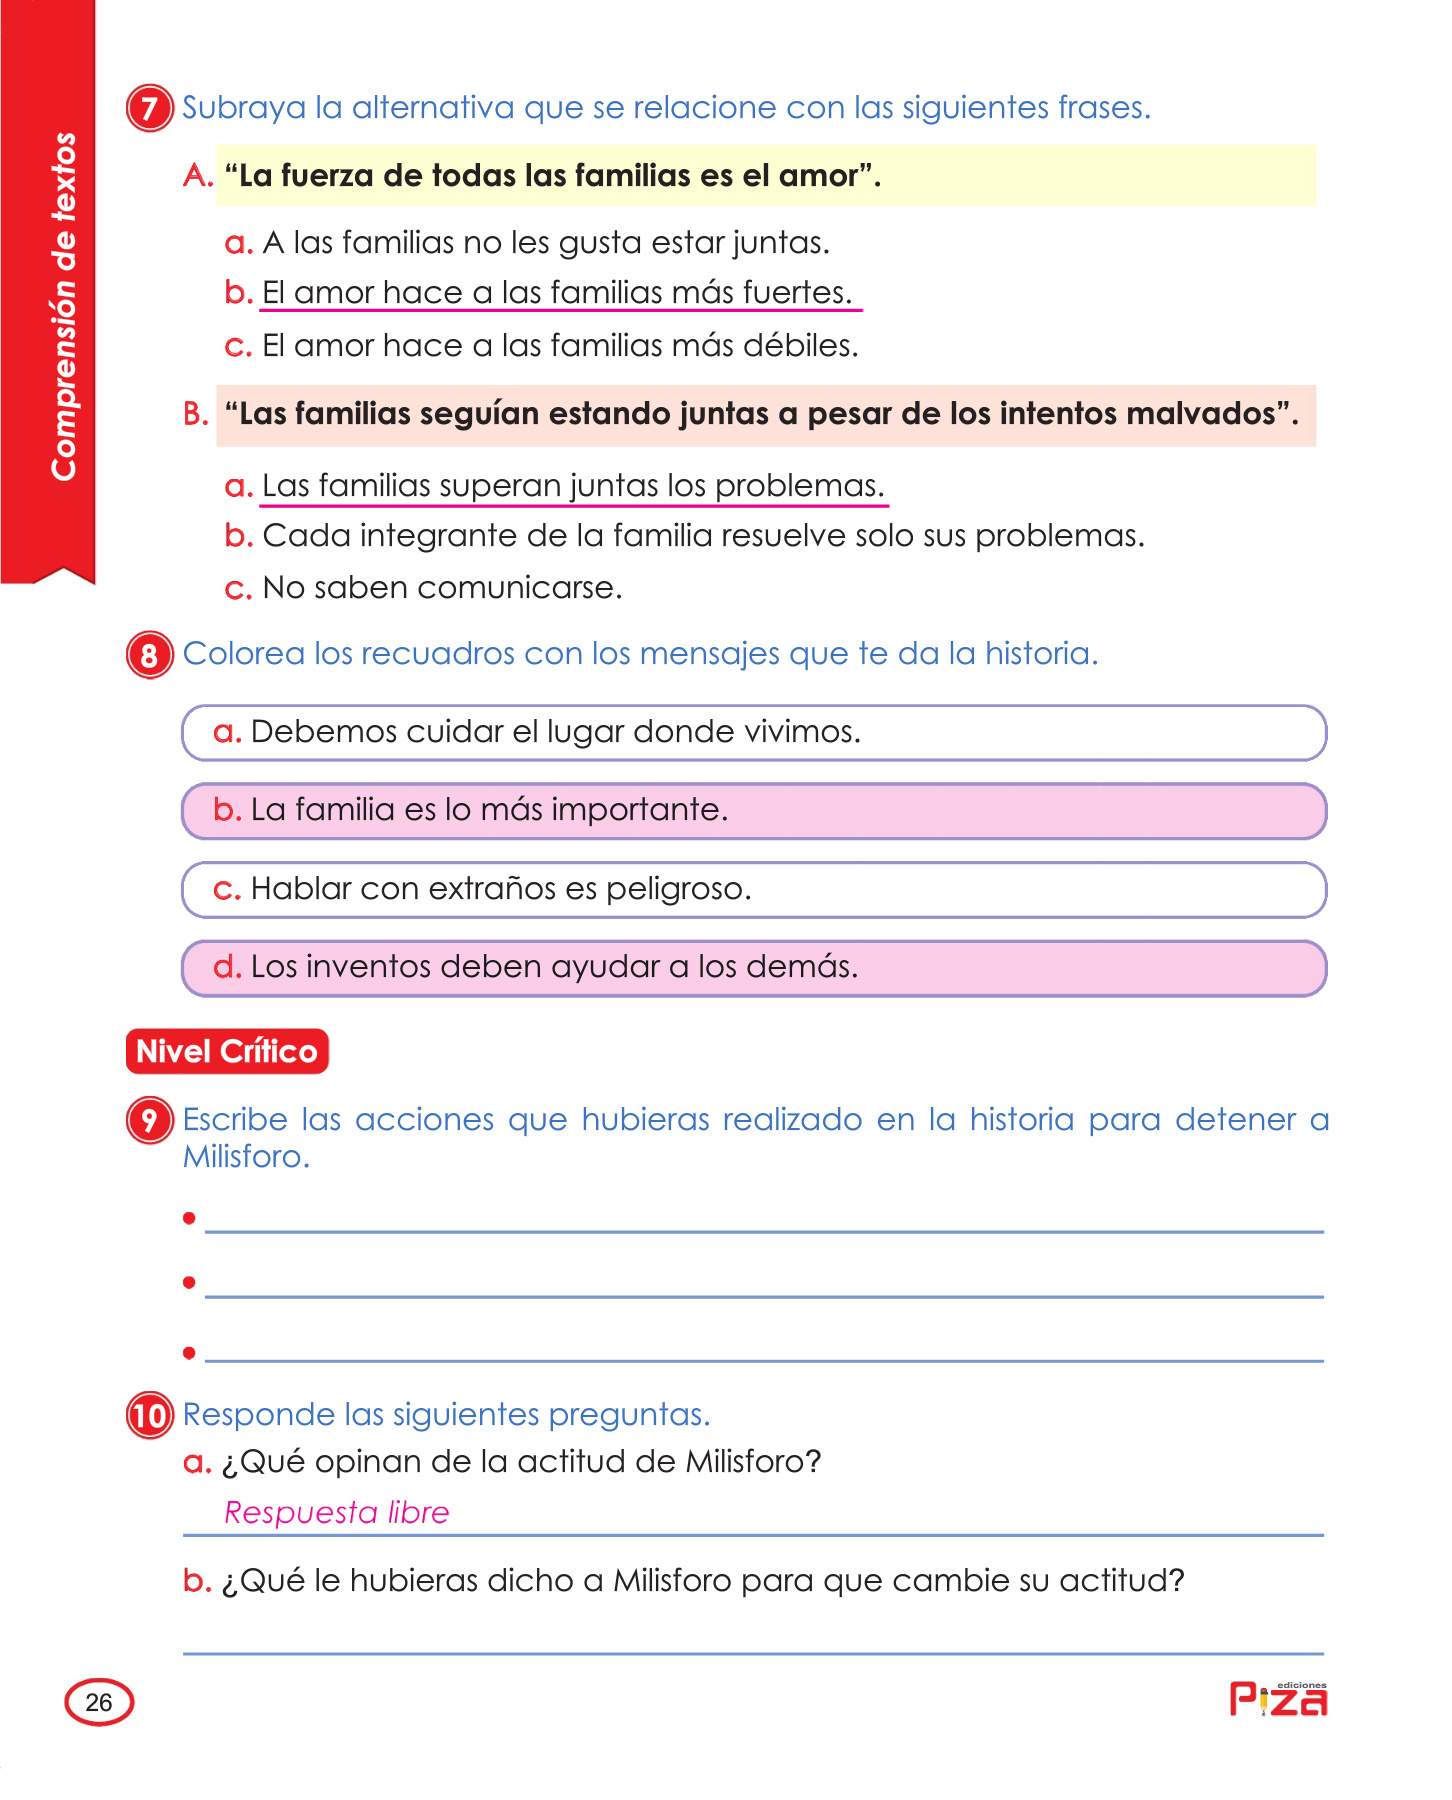 Comprensión de textos
7 Subraya la alternativa que se relacione con las siguientes frases.
A. “La fuerza de todas las familias es el amor”.
a. A las familias no les gusta estar juntas.
b. El amor hace a las familias más fuertes.
c. El amor hace a las familias más débiles.
B. “Las familias seguían estando juntas a pesar de los intentos malvados”.
a. Las familias superan juntas los problemas.
b. Cada integrante de la familia resuelve solo sus problemas.
c. No saben comunicarse.
8 Colorea los recuadros con los mensajes que te da la historia.
a. Debemos cuidar el lugar donde vivimos.
b. La familia es lo más importante.
c. Hablar con extraños es peligroso.
d. Los inventos deben ayudar a los demás.
Nivel Crítico
9 Escribe las acciones que hubieras realizado en la historia para detener a
Milisforo.
10 Responde las siguientes preguntas.
a. ¿Qué opinan de la actitud de Milisforo?
Respuesta libre
b. ¿Qué le hubieras dicho a Milisforo para que cambie su actitud?
26
ediciones
Piza